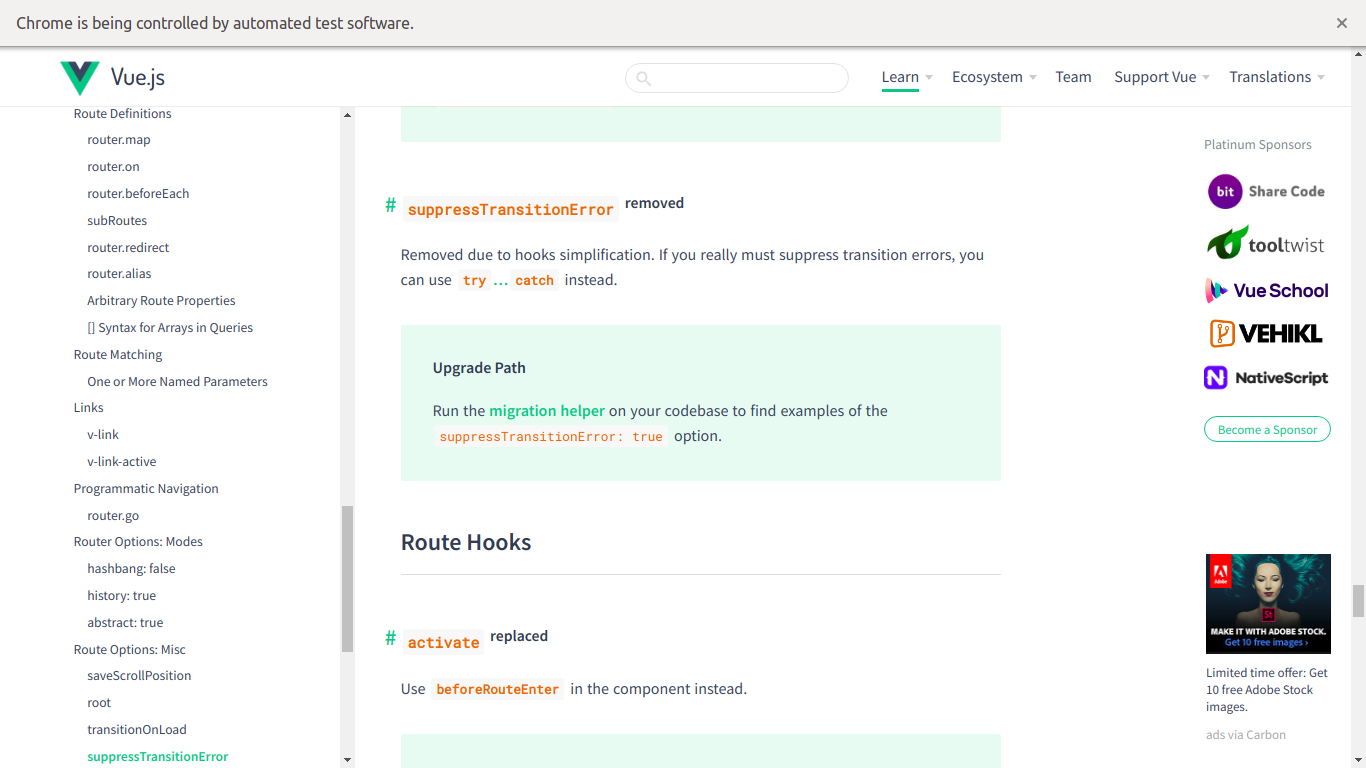 Chrome is being controlled by automated test software.
Vue.js
Learn
Ecosystem
Team
Support Vue
Translations
Route Definitions
router.map
router.on
router.beforeEach
subRoutes
router.redirect
router.alias
Arbitrary Route Properties
[] Syntax for Arrays in Queries
Route Matching
One or More Named Parameters
Links
v-link
v-link-active
Programmatic Navigation
router.go
Router Options: Modes
hashbang: false
history: true
abstract: true
Route Options: Misc
saveScrollPosition
root
transitionOnLoad
suppressTransitionError
# suppressTransitionError removed
Removed due to hooks simplification. If you really must suppress transition errors, you
can use try … catch instead.
Upgrade Path
Run the migration helper on your codebase to find examples of the
suppressTransitionError: true option.
Route Hooks
# activate replaced
Use beforeRouteEnter in the component instead.
Platinum Sponsors
bit Share Code
tooltwist
Vue School
VEHIKL
NativeScript
Become a Sponsor
Adobe
St
MAKE IT WITH ADOBE STOCK.
Get 10 free images ›
Limited time offer: Get
10 free Adobe Stock
images.
ads via Carbon